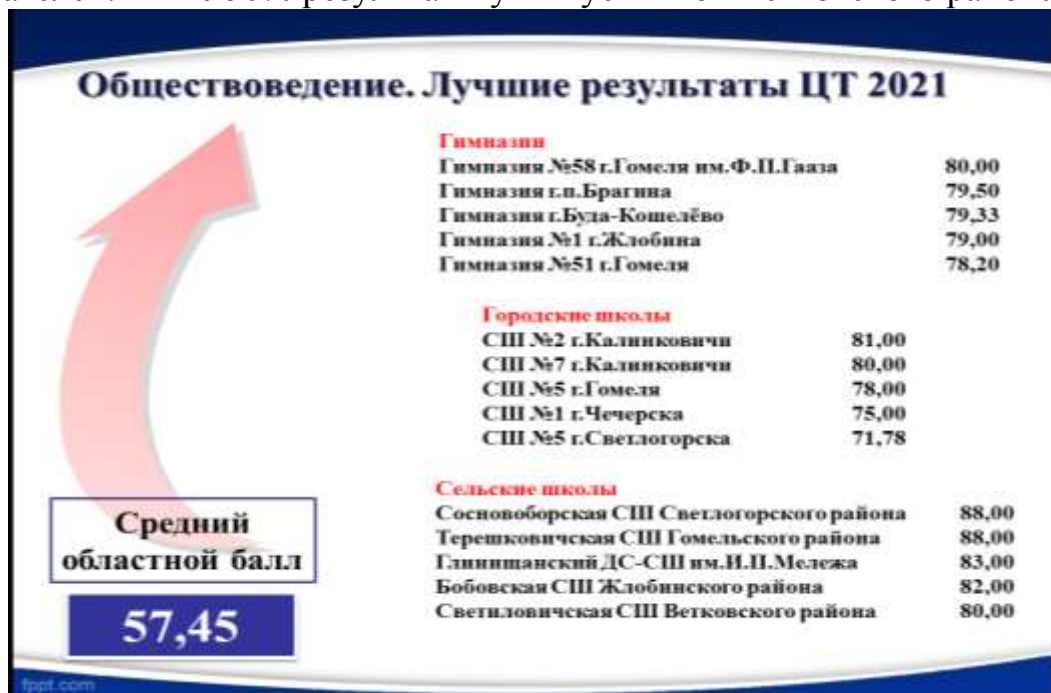 Обществоведение. Лучшие результаты ЦТ 2021
Гимназии
Гимназия №58 г.Гомеля им.Ф.П.Гааза 80,00
Гимназия г.п.Брагина 79,50
Гимназия г.Буда-Кошелёво 79,33
Гимназия №1 г.Жлобина 79,00
Гимназия №51 г.Гомеля 78,20
Городские школы
СШ №2 г.Калинковичи 81,00
СШ №7 г.Калинковичи 80,00
СШ №5 г.Гомеля 78,00
СШ №1 г.Чечерска 75,00
СШ №5 г.Светлогорска 71,78
Сельские школы
Сосновоборская СШ Светлогорского района 88,00
Терешковичская СШ Гомельского района 88,00
Глинищанский ДС-СШ им.И.П.Мележа 83,00
Бобовская СШ Жлобинского района 82,00
Светиловичская СШ Ветковского района 80,00
Средний
областной балл
57,45
fppt.com